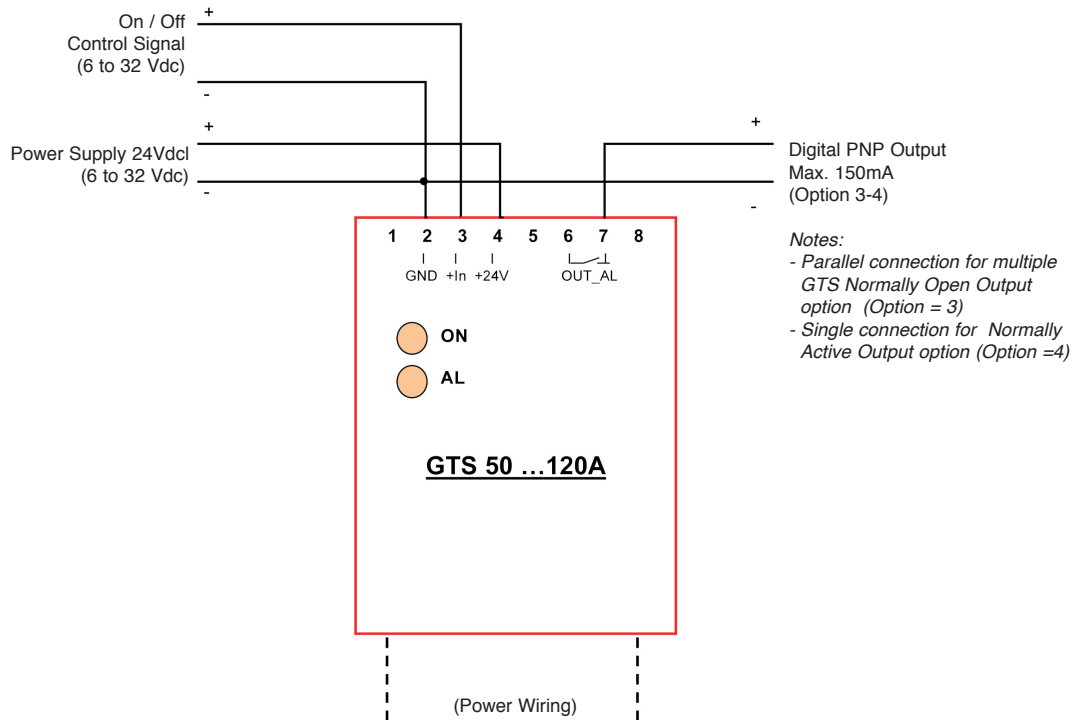 On / Off
Control Signal
(6 to 32 Vdc)
+
-
Power Supply 24Vdcl
(6 to 32 Vdc)
+
-
+
-
Digital PNP Output
Max. 150mA
(Option 3-4)
Notes:
- Parallel connection for multiple
GTS Normally Open Output
option (Option = 3)
- Single connection for Normally
Active Output option (Option =4)
1 2 3 4 5 6 7 8
GND +In +24V OUT_AL
ON
AL
GTS 50 ...120A
(Power Wiring)